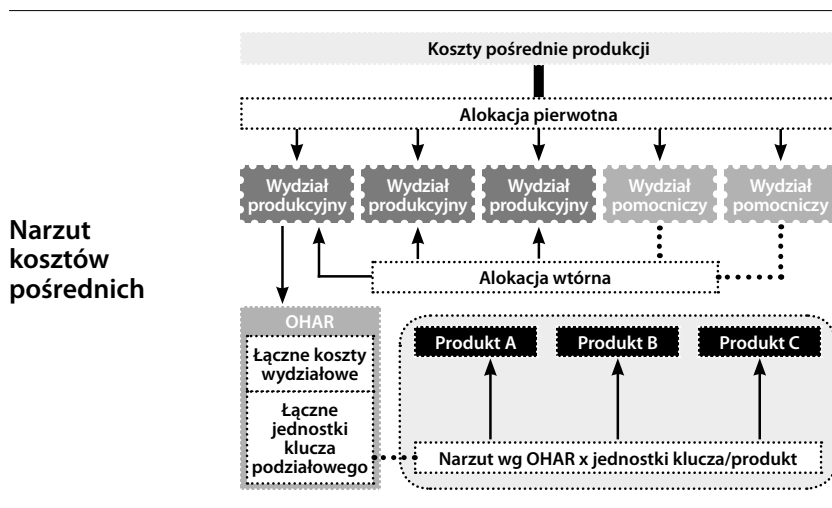 Koszty pośrednie produkcji
Alokacja pierwotna
Wydział
produkcyjny
Wydział
produkcyjny
Wydział
produkcyjny
Wydział
pomocniczy
Wydział
pomocniczy
Narzut
kosztów
pośrednich
Alokacja wtórna
OHAR
Łączne koszty
wydziałowe
Łączne
jednostki
klucza
podziałowego
Produkt A
Produkt B
Produkt C
Narzut wg OHAR x jednostki klucza/produkt